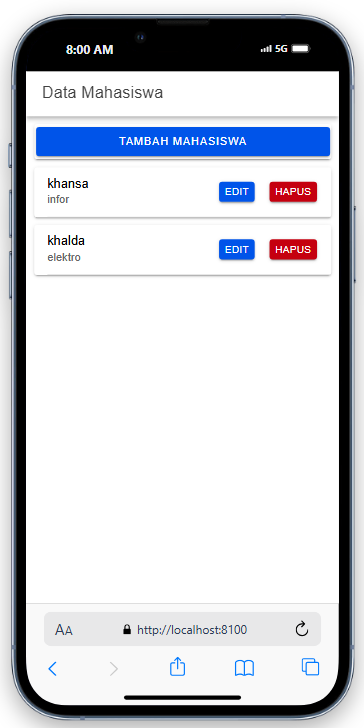 8:00 AM 5G
Data Mahasiswa
TAMBAH MAHASISWA
khansa
infor
EDIT HAPUS
khalda
elektro
EDIT HAPUS
AA http://localhost:8100